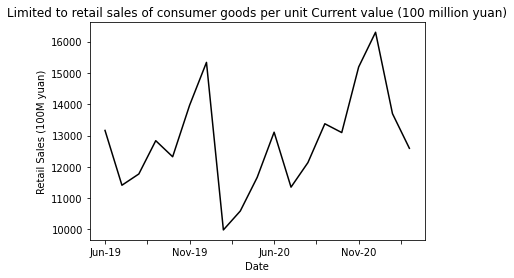 Limited to retail sales of consumer goods per unit Current value (100 million yuan)
16000
15000
14000
13000
12000
11000
10000
Retail Sales (100M yuan)
Jun-19
Nov-19
Jun-20
Nov-20
Date